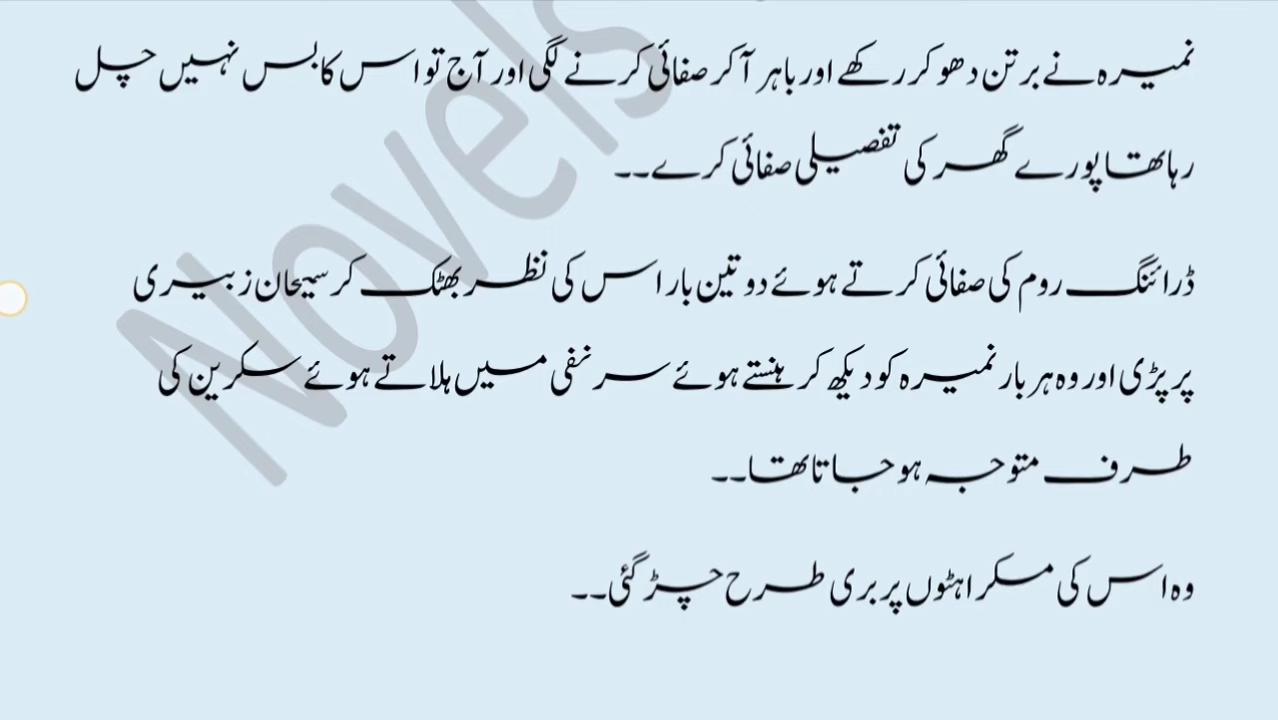 نمیرہ نے برتن دھو کر رکھے اور باہر آ کر صفائی کرنے لگی اور آج تو اس کا بس نہیں چل
رہا تھا پورے گھر کی تفصیلی صفائی کرے۔۔
ڈرائنگ روم کی صفائی کرتے ہوئے دو تین بار اس کی نظر بھٹک کر سیحان زبیری
پر پڑی اور وہ ہر بار نمیرہ کو دیکھ کر ہنستے ہوئے سر نفی میں ہلاتے ہوئے سکرین کی
طرف متوجہ ہو جاتا تھا۔۔
وہ اس کی مسکراہٹوں پر بری طرح چڑ گئی۔۔
Novels